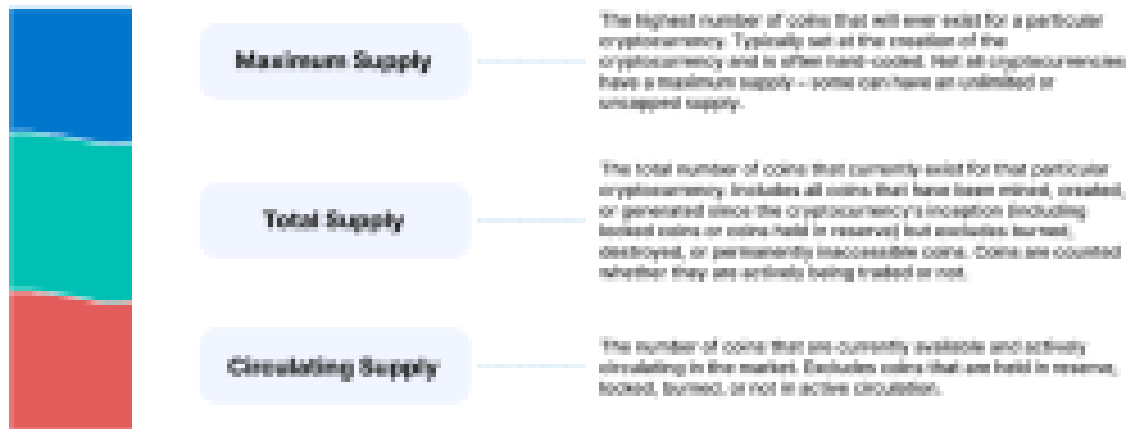 Maximum Supply
The highest number of coins that will ever exist for a particular
cryptocurrency. Typically set at the creation of the
cryptocurrency and is often hard-coded. Not all cryptocurrencies
have a maximum supply – some can have an unlimited or
uncapped supply.
Total Supply
The total number of coins that currently exist for that particular
cryptocurrency. Includes all coins that have been mined, created,
or generated since the cryptocurrency's inception (including
locked coins or coins held in reserve) but excludes burned,
destroyed, or permanently inaccessible coins. Coins are counted
whether they are actively being traded or not.
Circulating Supply
The number of coins that are currently available and actively
circulating in the market. Excludes coins that are held in reserve,
locked, burned, or not in active circulation.